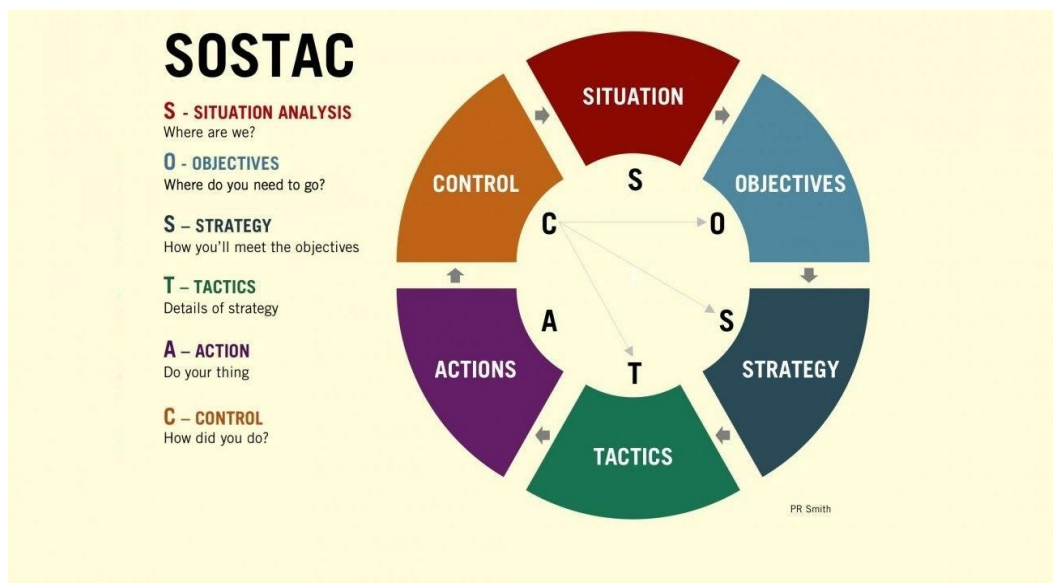 SOSTAC
S - SITUATION ANALYSIS
Where are we?
O - OBJECTIVES
Where do you need to go?
S – STRATEGY
How you'll meet the objectives
T – TACTICS
Details of strategy
A – ACTION
Do your thing
C – CONTROL
How did you do?
SITUATION
OBJECTIVES
STRATEGY
TACTICS
ACTIONS
CONTROL
S
O
S
T
A
C
PR Smith